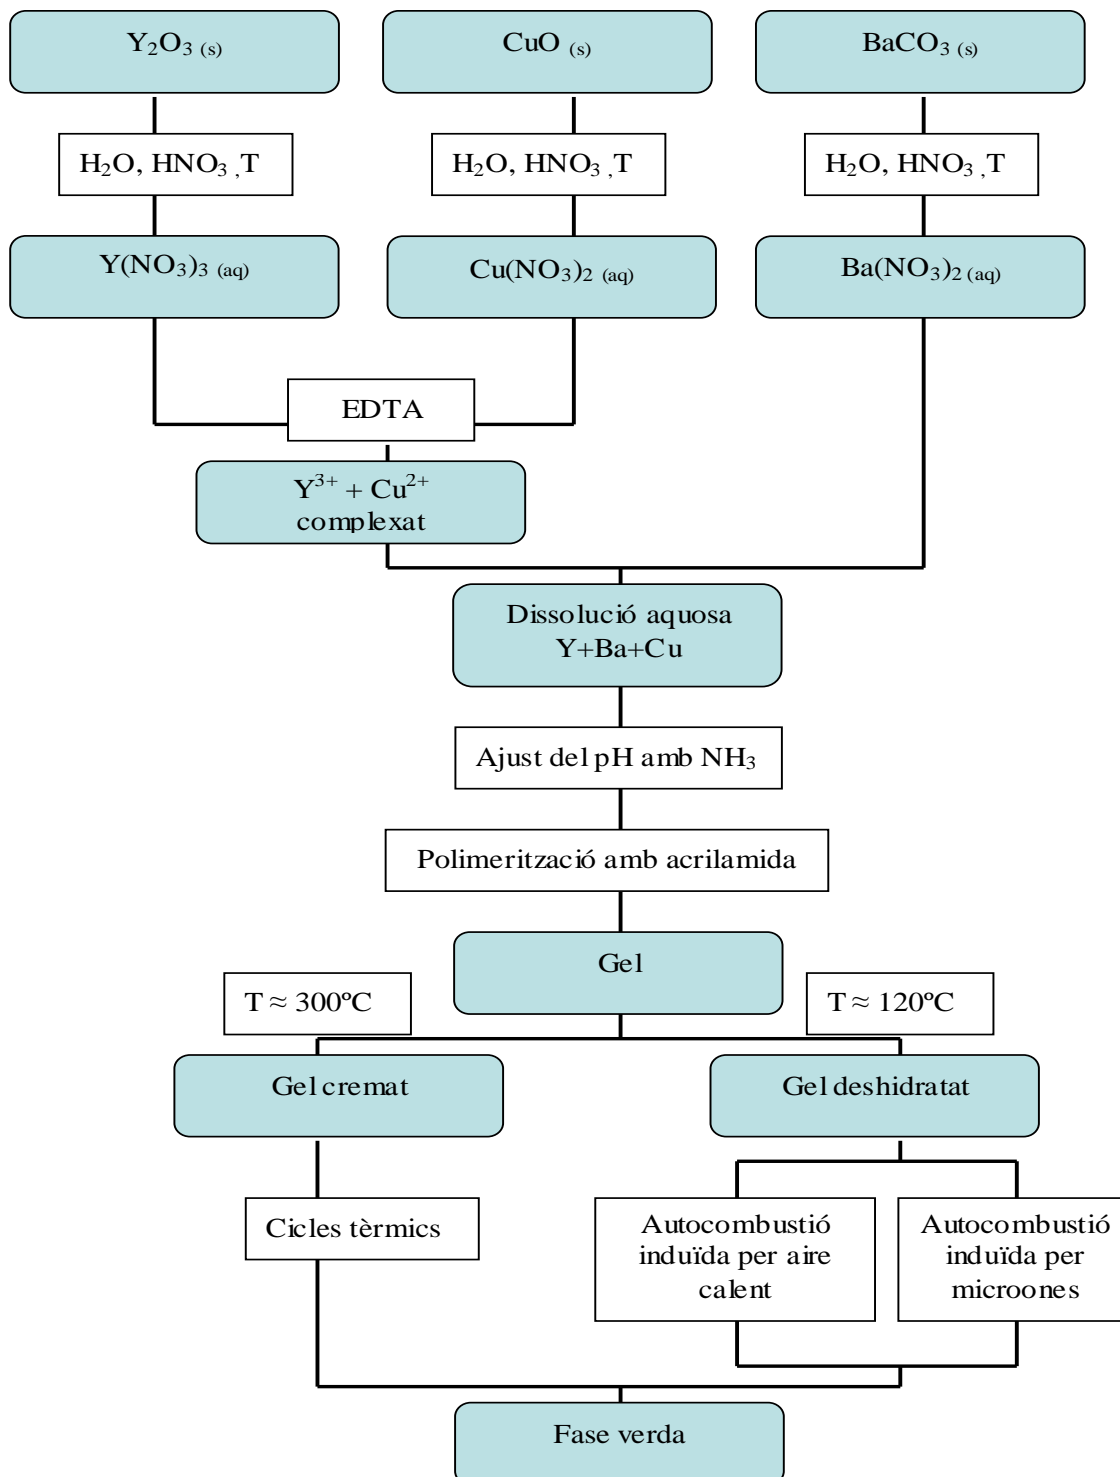 Y₂O₃ (s)
CuO (s)
BaCO₃ (s)
H₂O, HNO₃ ,T
H₂O, HNO₃ ,T
H₂O, HNO₃ ,T
Y(NO₃)₃ (aq)
Cu(NO₃)₂ (aq)
Ba(NO₃)₂ (aq)
EDTA
Y³⁺ + Cu²⁺
complexat
Dissolució aquosa
Y+Ba+Cu
Ajust del pH amb NH₃
Polimerització amb acrilamida
Gel
T ≈ 300ºC
T ≈ 120ºC
Gel cremat
Gel deshidratat
Cicles tèrmics
Autocombustió
induïda per aire
calent
Autocombustió
induïda per
microones
Fase verda